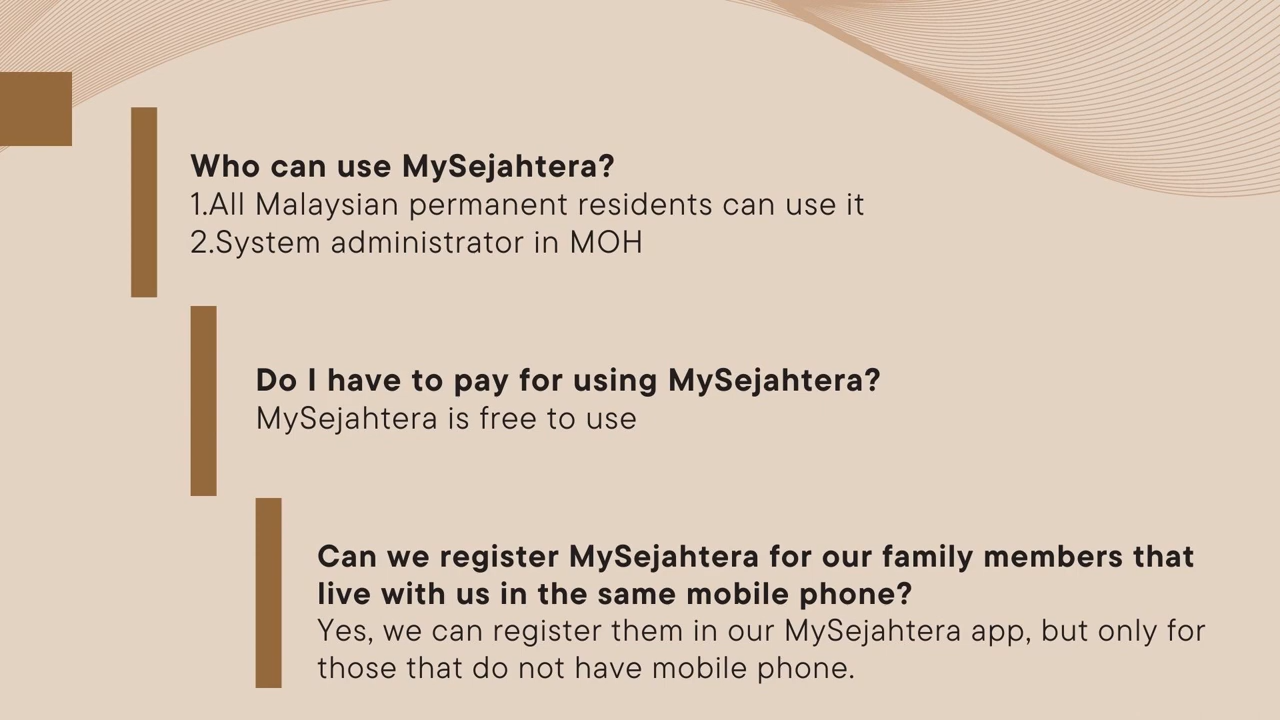 Who can use MySejahtera?
1.All Malaysian permanent residents can use it
2.System administrator in MOH
Do I have to pay for using MySejahtera?
MySejahtera is free to use
Can we register MySejahtera for our family members that
live with us in the same mobile phone?
Yes, we can register them in our MySejahtera app, but only for
those that do not have mobile phone.